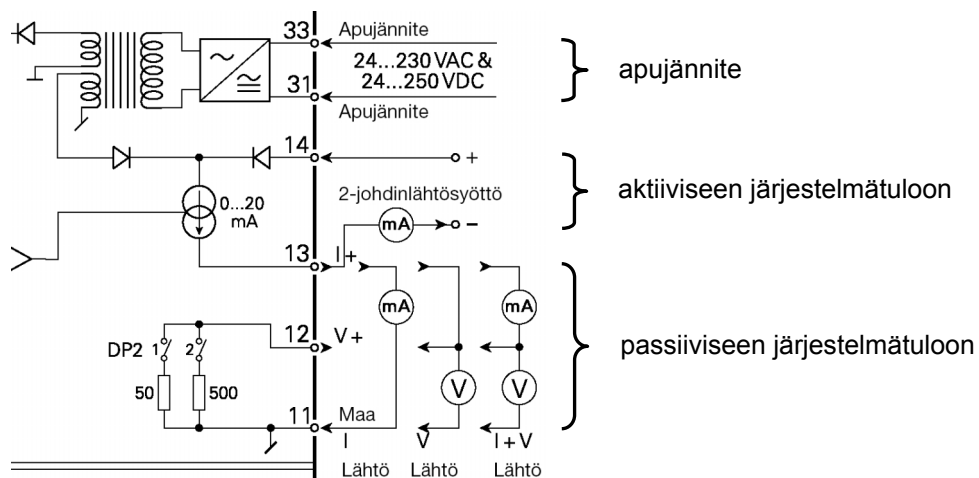 33
Apujännite
24...230 VAC &
24...250 VDC
31
Apujännite
apujännite
14
+
aktiiviseen järjestelmätuloon
0...20
mA
2-johdinlähtösyöttö
mA
−
13
I+
mA
mA
12
V+
DP2
1
2
50
500
V
V
passiiviseen järjestelmätuloon
11
Maa
I
V
I + V
Lähtö
Lähtö
Lähtö